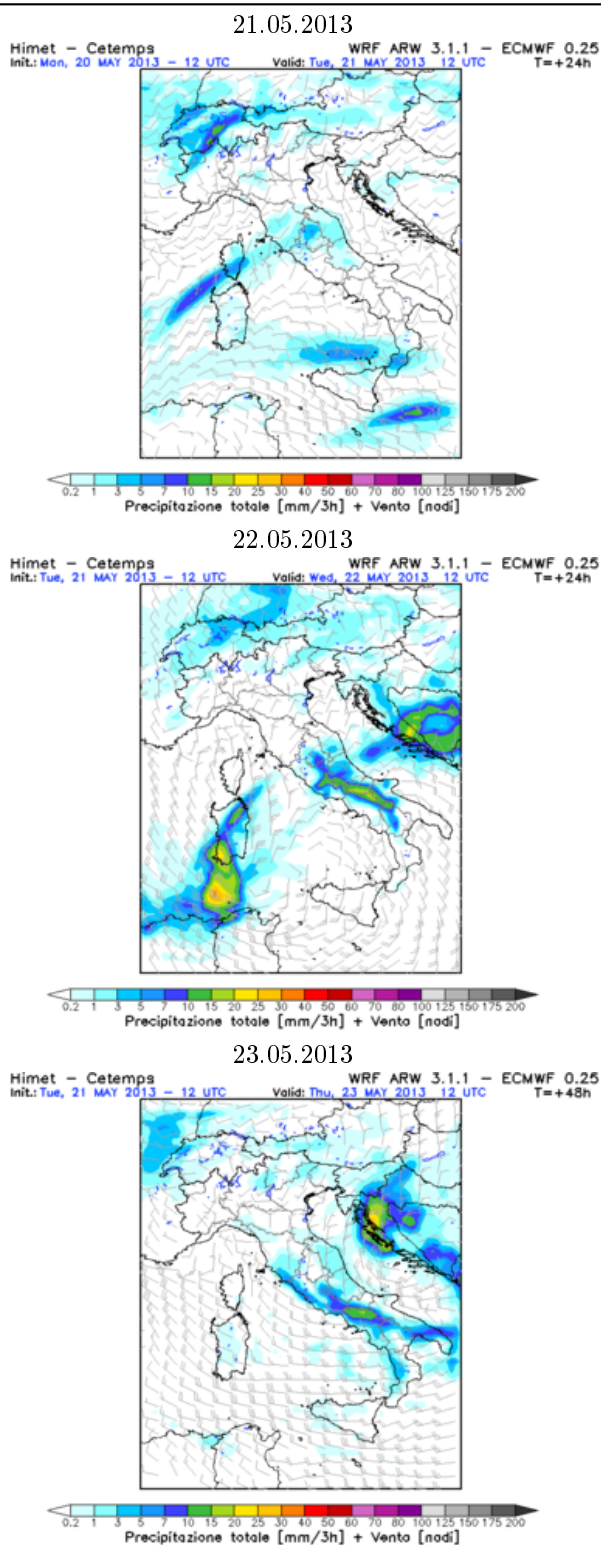 21.05.2013
Himet - Cetemps WRF ARW 3.1.1 - ECMWF 0.25
Init.: Mon, 20 MAY 2013 - 12 UTC Valid: Tue, 21 MAY 2013 12 UTC T=+24h
0.2 1 3 5 7 10 15 20 25 30 40 50 60 70 80 100 125 150 175 200
Precipitazione totale [mm/3h] + Vento [nodi]
22.05.2013
Himet - Cetemps WRF ARW 3.1.1 - ECMWF 0.25
Init.: Tue, 21 MAY 2013 - 12 UTC Valid: Wed, 22 MAY 2013 12 UTC T=+24h
0.2 1 3 5 7 10 15 20 25 30 40 50 60 70 80 100 125 150 175 200
Precipitazione totale [mm/3h] + Vento [nodi]
23.05.2013
Himet - Cetemps WRF ARW 3.1.1 - ECMWF 0.25
Init.: Tue, 21 MAY 2013 - 12 UTC Valid: Thu, 23 MAY 2013 12 UTC T=+48h
0.2 1 3 5 7 10 15 20 25 30 40 50 60 70 80 100 125 150 175 200
Precipitazione totale [mm/3h] + Vento [nodi]